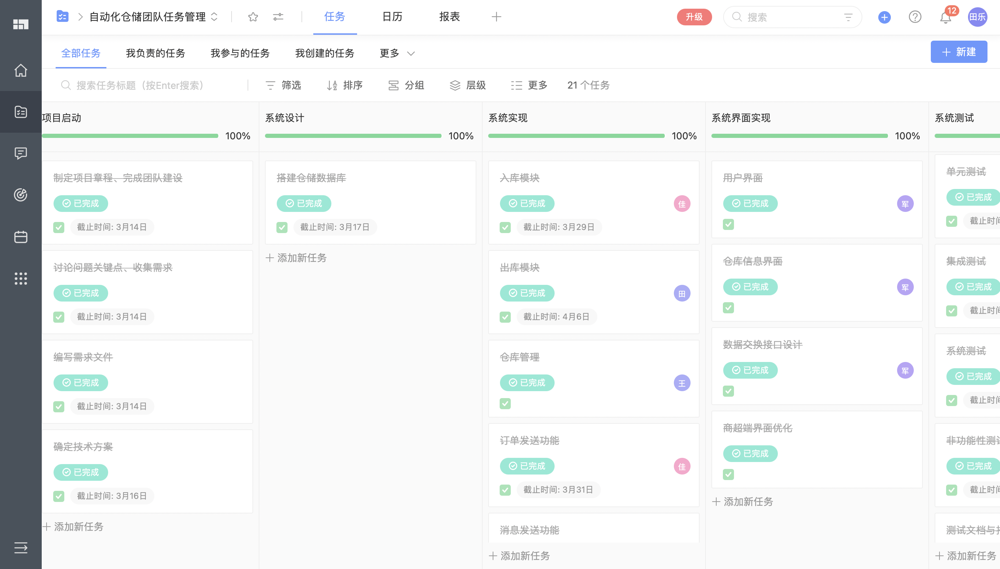 自动化仓储团队任务管理
任务
日历
报表
升级
搜索
12
田乐
全部任务
我负责的任务
我参与的任务
我创建的任务
更多
新建
搜索任务标题（按Enter搜索）
筛选
排序
分组
层级
更多
21 个任务
项目启动
100%
制定项目章程、完成团队建设
已完成
截止时间: 3月14日
讨论问题关键点、收集需求
已完成
截止时间: 3月14日
编写需求文件
已完成
截止时间: 3月14日
确定技术方案
已完成
截止时间: 3月16日
添加新任务
系统设计
100%
搭建仓储数据库
已完成
截止时间: 3月17日
添加新任务
系统实现
100%
入库模块
已完成
佳
截止时间: 3月29日
出库模块
已完成
田
截止时间: 4月6日
仓库管理
已完成
王
订单发送功能
已完成
佳
截止时间: 3月31日
消息发送功能
添加新任务
系统界面实现
100%
用户界面
已完成
军
仓库信息界面
已完成
军
数据交换接口设计
已完成
军
商超端界面优化
已完成
添加新任务
系统测试
单元测试
已完成
截止时
集成测试
已完成
截止时
系统测试
已完成
截止时
非功能性测
已完成
截止时
测试文档与
添加新任务